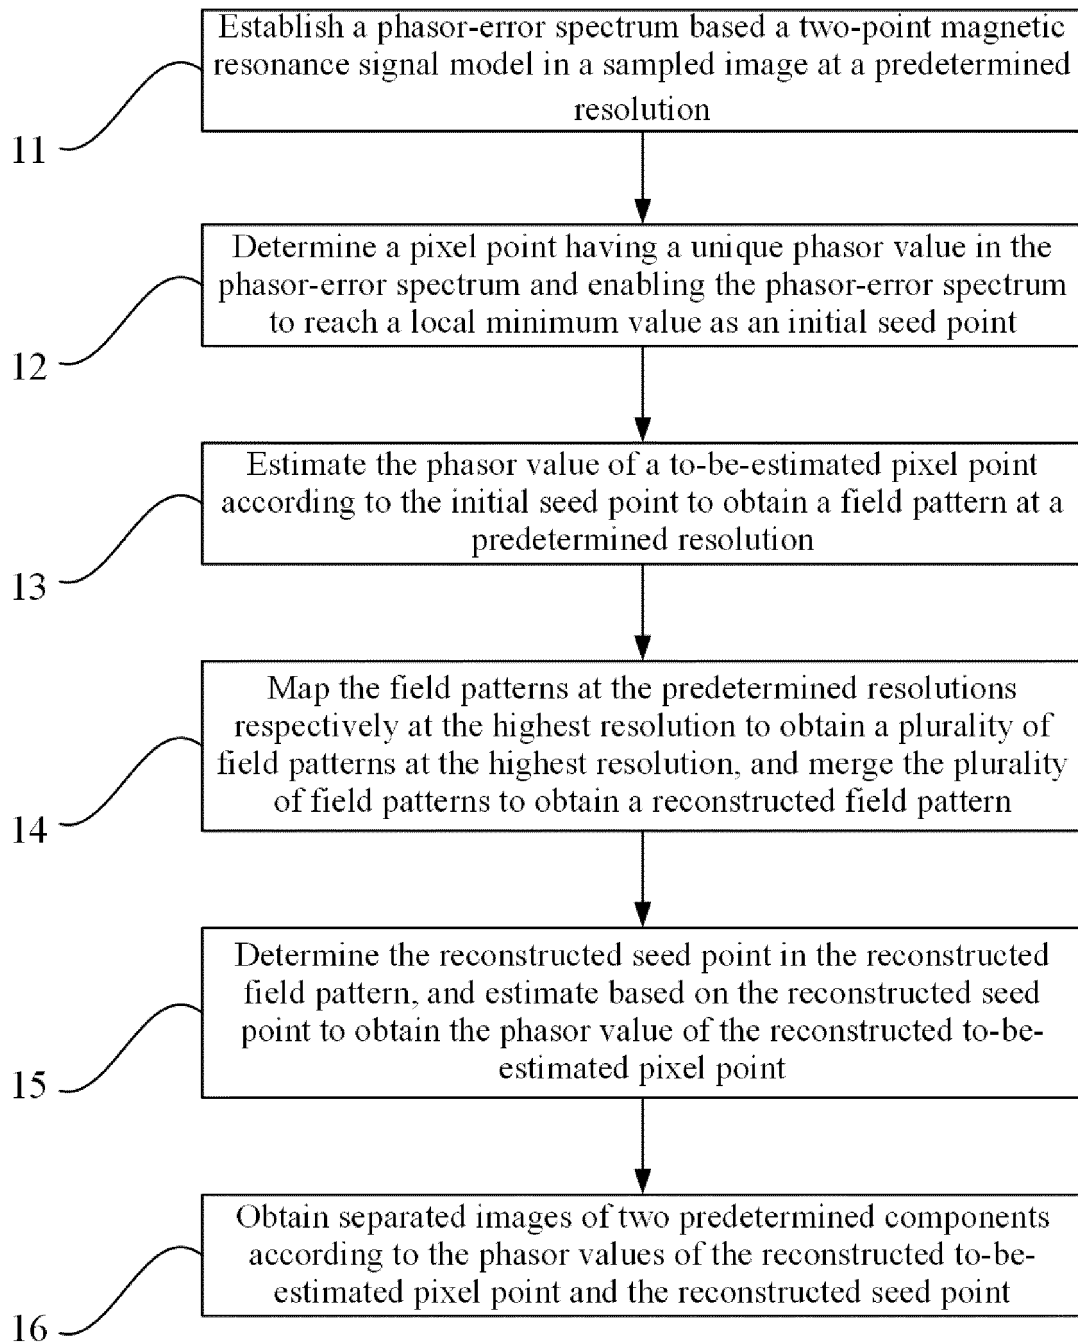 Establish a phasor-error spectrum based a two-point magnetic
resonance signal model in a sampled image at a predetermined
resolution
11
Determine a pixel point having a unique phasor value in the
phasor-error spectrum and enabling the phasor-error spectrum
to reach a local minimum value as an initial seed point
12
Estimate the phasor value of a to-be-estimated pixel point
according to the initial seed point to obtain a field pattern at a
predetermined resolution
13
Map the field patterns at the predetermined resolutions
respectively at the highest resolution to obtain a plurality of
field patterns at the highest resolution, and merge the plurality
of field patterns to obtain a reconstructed field pattern
14
Determine the reconstructed seed point in the reconstructed
field pattern, and estimate based on the reconstructed seed
point to obtain the phasor value of the reconstructed to-be-
estimated pixel point
15
Obtain separated images of two predetermined components
according to the phasor values of the reconstructed to-be-
estimated pixel point and the reconstructed seed point
16